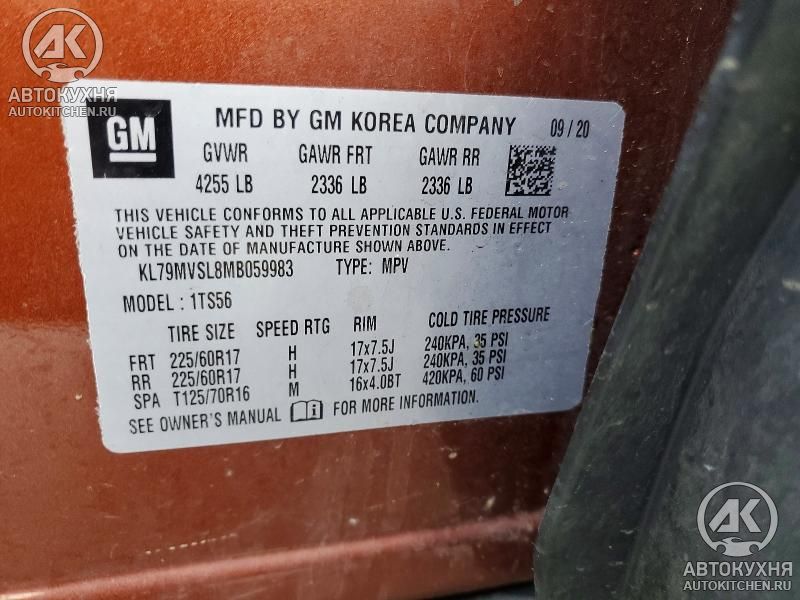 AK
АВТОКУХНЯ
AUTOKITCHEN.RU
GM
MFD BY GM KOREA COMPANY 09 / 20
GVWR GAWR FRT GAWR RR
4255 LB 2336 LB 2336 LB
THIS VEHICLE CONFORMS TO ALL APPLICABLE U.S. FEDERAL MOTOR
VEHICLE SAFETY AND THEFT PREVENTION STANDARDS IN EFFECT
ON THE DATE OF MANUFACTURE SHOWN ABOVE.
KL79MVSL8MB059983 TYPE: MPV
MODEL : 1TS56
TIRE SIZE SPEED RTG RIM COLD TIRE PRESSURE
FRT 225/60R17 H 17x7.5J 240KPA, 35 PSI
RR 225/60R17 H 17x7.5J 240KPA, 35 PSI
SPA T125/70R16 M 16x4.0BT 420KPA, 60 PSI
SEE OWNER'S MANUAL i FOR MORE INFORMATION.
AK
АВТОКУХНЯ
AUTOKITCHEN.RU